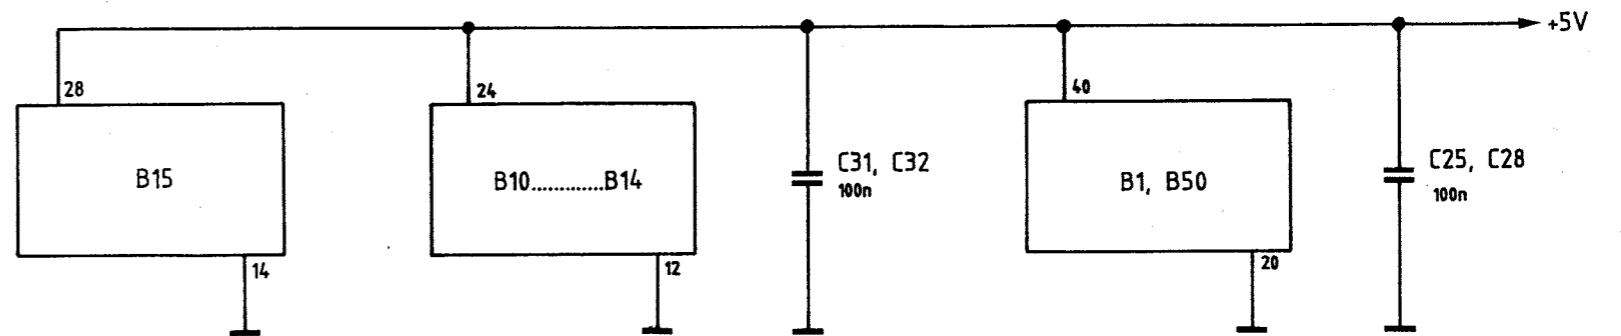 +5V
28
24
40
B15
B10.............B14
C31, C32
100n
B1, B50
C25, C28
100n
14
12
20